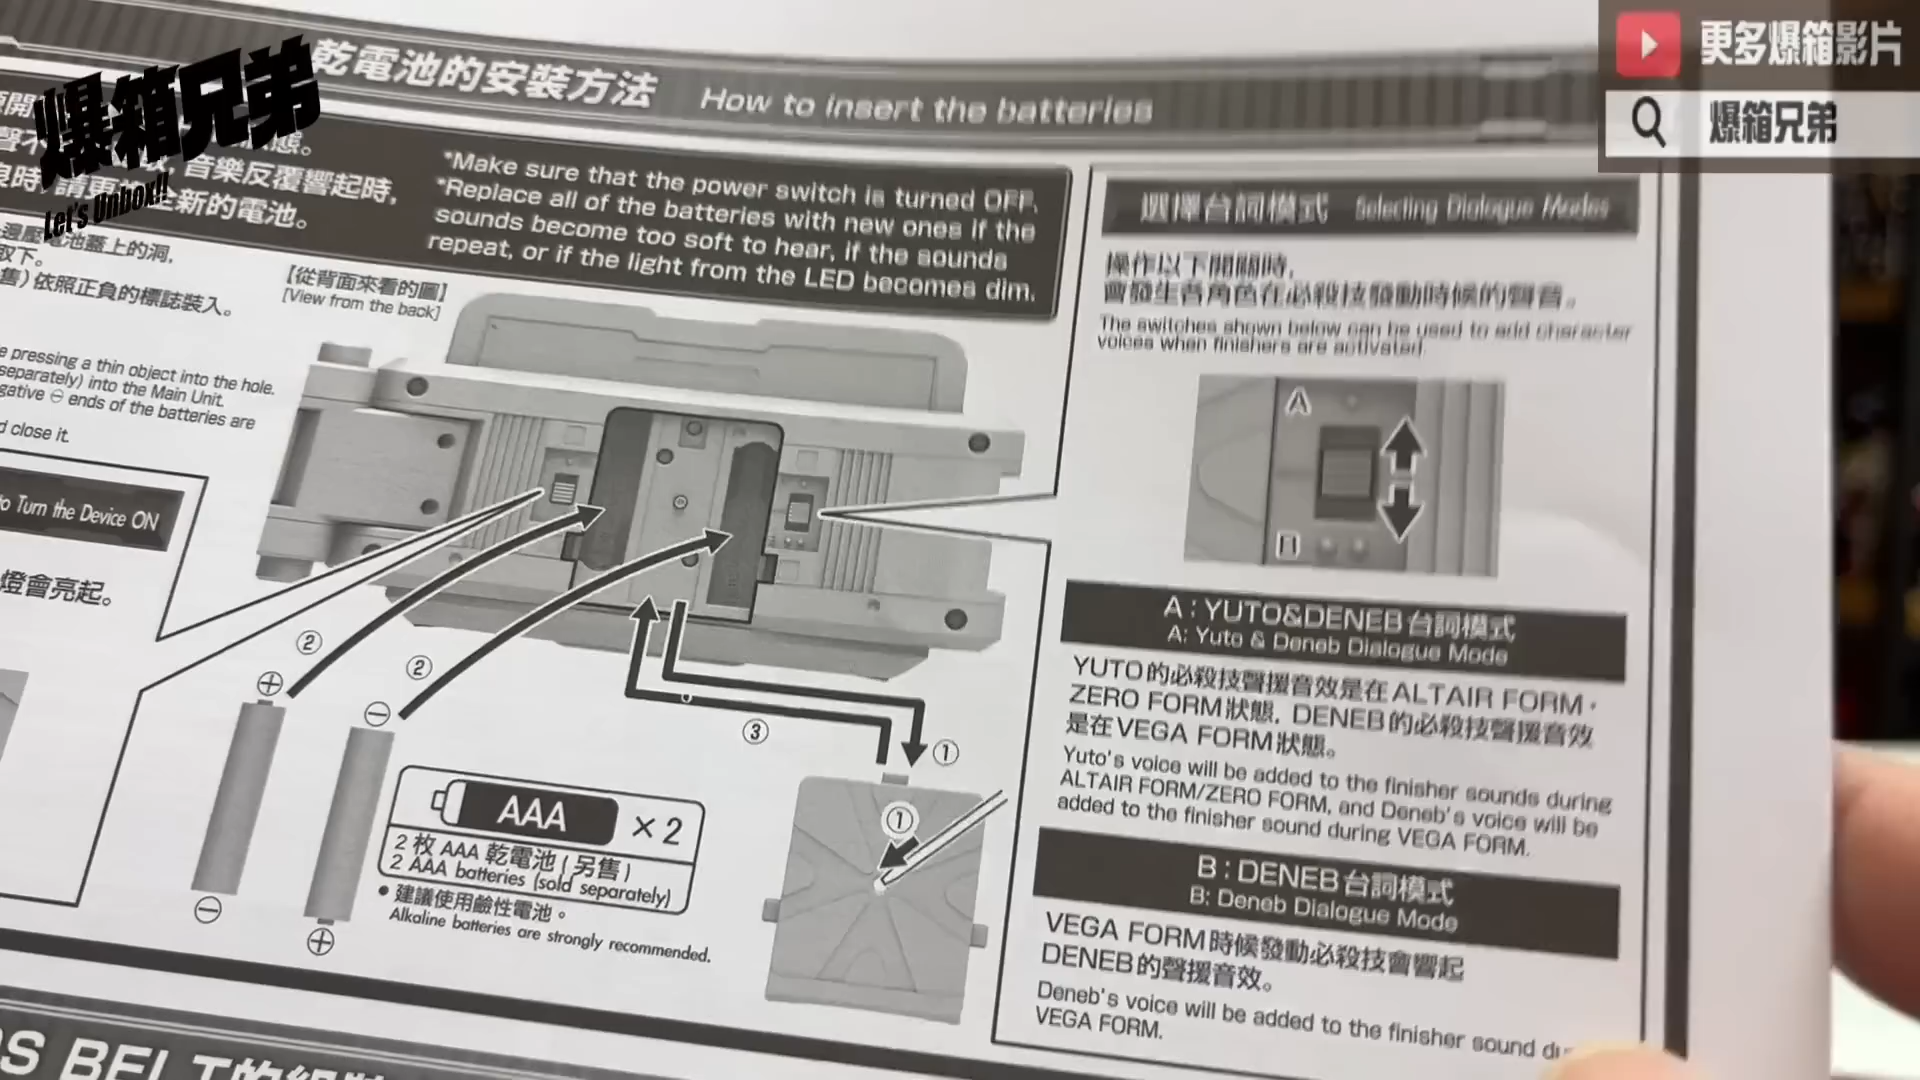 更多爆箱影片
爆箱兄弟
爆箱兄弟
Let's Unbox!!
乾電池的安裝方法 How to insert the batteries
音樂反覆響起時,
全新的電池。
*Make sure that the power switch is turned OFF.
*Replace all of the batteries with new ones if the
sounds become too soft to hear, if the sounds
repeat, or if the light from the LED becomes dim.
電池蓋上的洞,
取下。
售)依照正負的標誌裝入。
【從背面來看的圖】
[View from the back]
pressing a thin object into the hole.
separately) into the Main Unit.
gative ⊖ ends of the batteries are
d close it.
to Turn the Device ON
燈會亮起。
②
②
③
①
①
⊕
⊖
⊖
⊕
AAA ×2
2 枚 AAA 乾電池(另售)
2 AAA batteries (sold separately)
●建議使用鹼性電池。
Alkaline batteries are strongly recommended.
選擇台詞模式 Selecting Dialogue Modes
操作以下開關時,
會發生各角色在必殺技發動時候的聲音。
The switches shown below can be used to add character
voices when finishers are activated.
A
B
A : YUTO&DENEB台詞模式
A: Yuto & Deneb Dialogue Mode
YUTO的必殺技聲援音效是在ALTAIR FORM,
ZERO FORM狀態, DENEB的必殺技聲援音效
是在VEGA FORM狀態。
Yuto's voice will be added to the finisher sounds during
ALTAIR FORM/ZERO FORM, and Deneb's voice will be
added to the finisher sound during VEGA FORM.
B : DENEB台詞模式
B: Deneb Dialogue Mode
VEGA FORM時候發動必殺技會響起
DENEB的聲援音效。
Deneb's voice will be added to the finisher sound du
VEGA FORM.
OS BELT的組裝